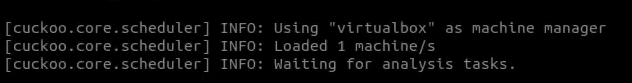 [cuckoo.core.scheduler] INFO: Using "virtualbox" as machine manager
[cuckoo.core.scheduler] INFO: Loaded 1 machine/s
[cuckoo.core.scheduler] INFO: Waiting for analysis tasks.